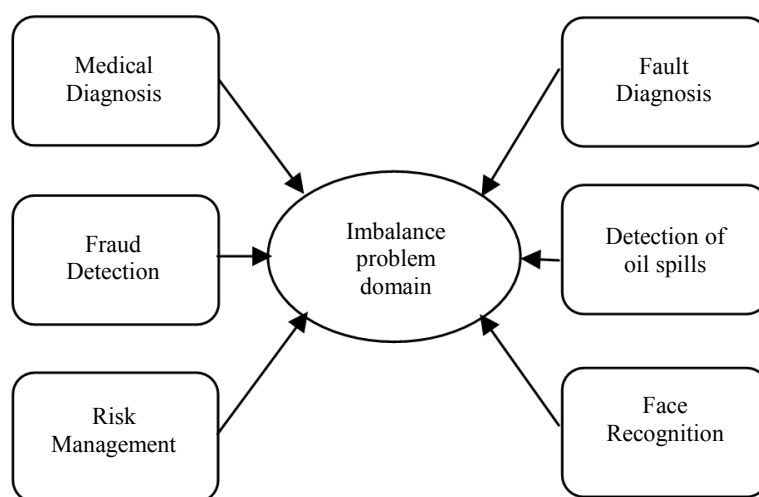 Medical
Diagnosis
Fault
Diagnosis
Fraud
Detection
Imbalance
problem
domain
Detection of
oil spills
Risk
Management
Face
Recognition